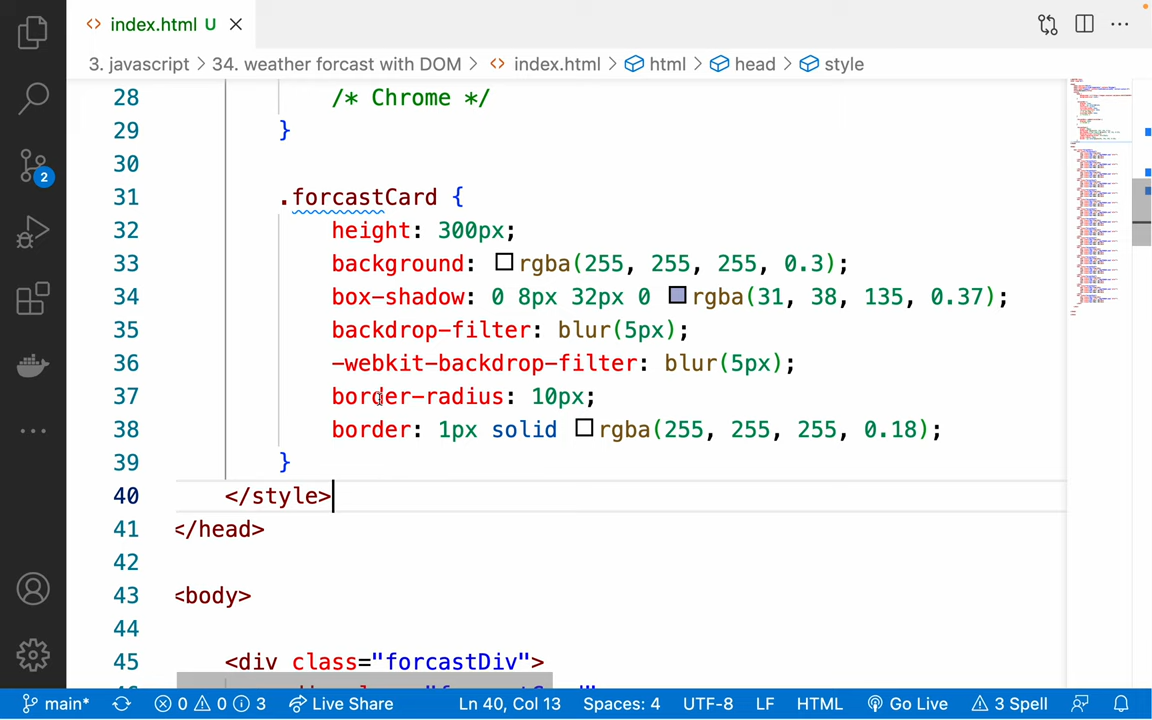 index.html U
3. javascript > 34. weather forcast with DOM > index.html > html > head > style
28 /* Chrome */
29 }
30
31 .forcastCard {
32 height: 300px;
33 background: rgba(255, 255, 255, 0.3);
34 box-shadow: 0 8px 32px 0 rgba(31, 38, 135, 0.37);
35 backdrop-filter: blur(5px);
36 -webkit-backdrop-filter: blur(5px);
37 border-radius: 10px;
38 border: 1px solid rgba(255, 255, 255, 0.18);
39 }
40 </style>
41 </head>
42
43 <body>
44
45 <div class="forcastDiv">
2
main* 0 0 3 Live Share Ln 40, Col 13 Spaces: 4 UTF-8 LF HTML Go Live 3 Spell